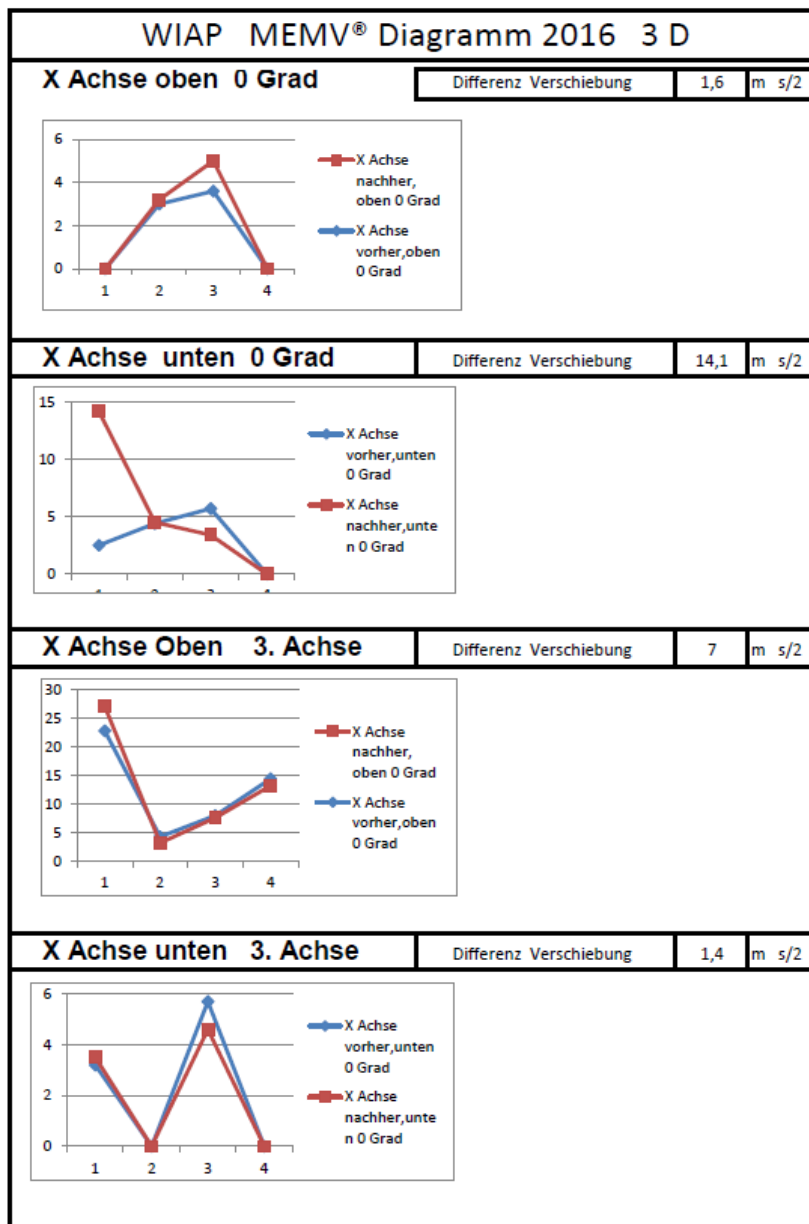 WIAP MEMV® Diagramm 2016 3 D
X Achse oben 0 Grad
Differenz Verschiebung 1,6 m s/2
6
4
2
0
1 2 3 4
X Achse
nachher,
oben 0 Grad
X Achse
vorher,oben
0 Grad
X Achse unten 0 Grad
Differenz Verschiebung 14,1 m s/2
15
10
5
0
X Achse
vorher,unten
0 Grad
X Achse
nachher,unte
n 0 Grad
X Achse Oben 3. Achse
Differenz Verschiebung 7 m s/2
30
25
20
15
10
5
0
1 2 3 4
X Achse
nachher,
oben 0 Grad
X Achse
vorher,oben
0 Grad
X Achse unten 3. Achse
Differenz Verschiebung 1,4 m s/2
6
4
2
0
1 2 3 4
X Achse
vorher,unten
0 Grad
X Achse
nachher,unte
n 0 Grad